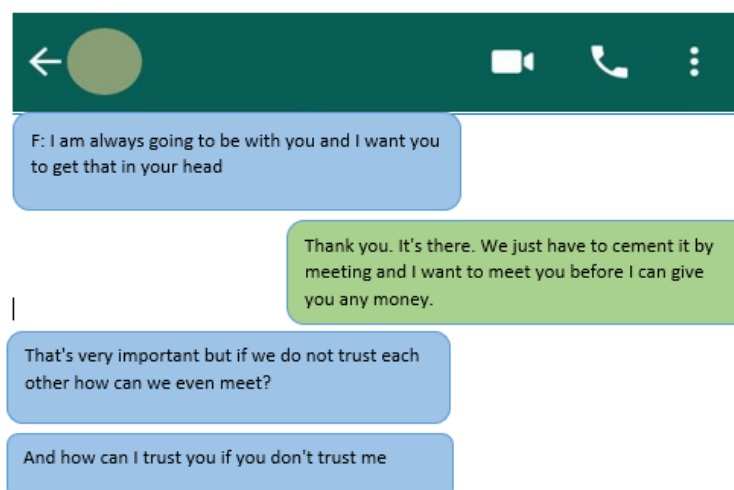 F: I am always going to be with you and I want you
to get that in your head
Thank you. It's there. We just have to cement it by
meeting and I want to meet you before I can give
you any money.
That's very important but if we do not trust each
other how can we even meet?
And how can I trust you if you don't trust me